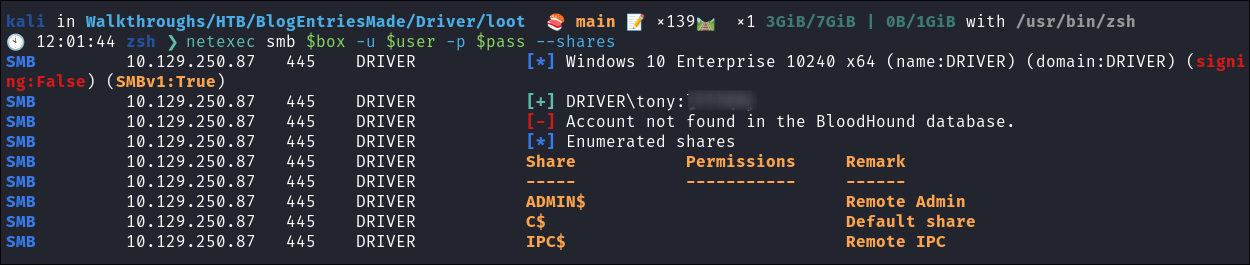 kali in Walkthroughs/HTB/BlogEntriesMade/Driver/loot 🍣 main 📝 ×139🛤️ ×1 3GiB/7GiB | 0B/1GiB with /usr/bin/zsh
🕙 12:01:44 zsh ❯ netexec smb $box -u $user -p $pass --shares
SMB 10.129.250.87 445 DRIVER [*] Windows 10 Enterprise 10240 x64 (name:DRIVER) (domain:DRIVER) (signi
ng:False) (SMBv1:True)
SMB 10.129.250.87 445 DRIVER [+] DRIVER\tony:
SMB 10.129.250.87 445 DRIVER [-] Account not found in the BloodHound database.
SMB 10.129.250.87 445 DRIVER [*] Enumerated shares
SMB 10.129.250.87 445 DRIVER Share Permissions Remark
SMB 10.129.250.87 445 DRIVER ----- ----------- ------
SMB 10.129.250.87 445 DRIVER ADMIN$ Remote Admin
SMB 10.129.250.87 445 DRIVER C$ Default share
SMB 10.129.250.87 445 DRIVER IPC$ Remote IPC